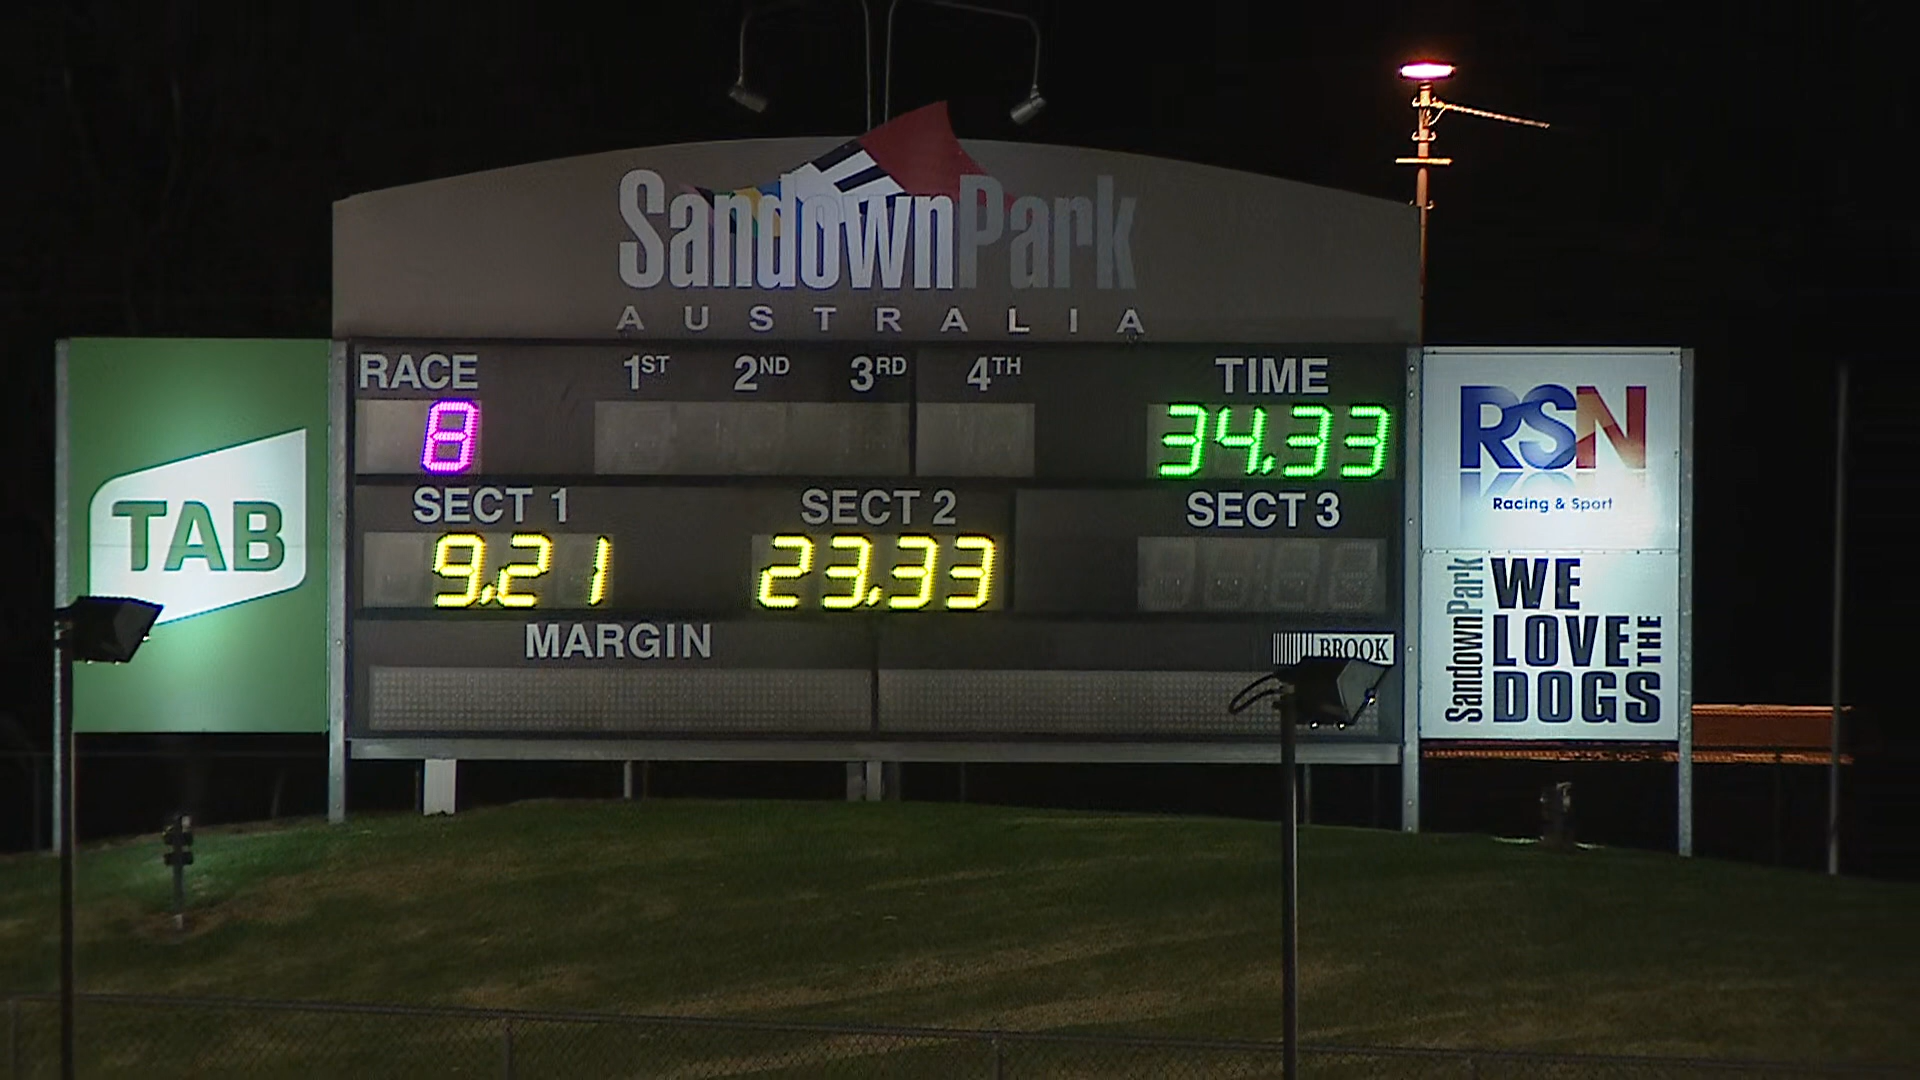 SandownPark
AUSTRALIA
RACE 1ST 2ND 3RD 4TH TIME
8 34.33
SECT 1 SECT 2 SECT 3
9.21 23.33
MARGIN
BROOK
TAB
RSN
Racing & Sport
SandownPark
WE
LOVE THE
DOGS